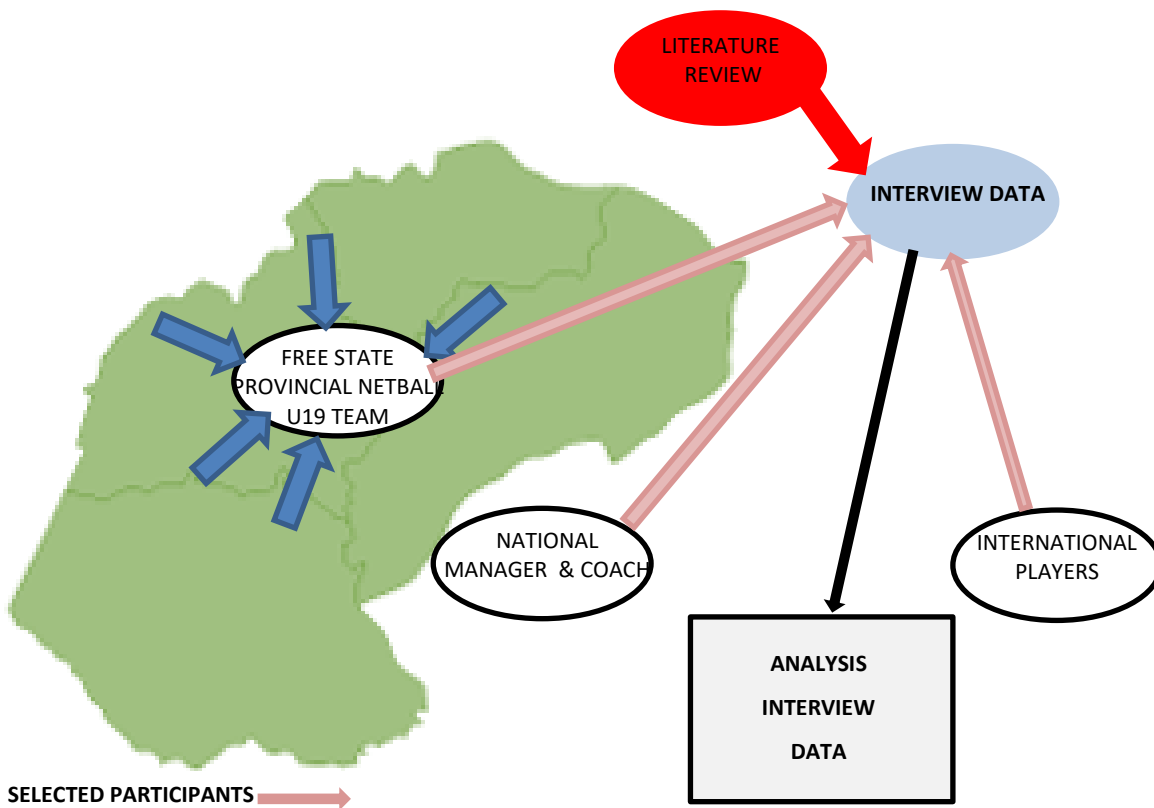 LITERATURE
REVIEW
INTERVIEW DATA
FREE STATE
PROVINCIAL NETBALL
U19 TEAM
NATIONAL
MANAGER & COACH
INTERNATIONAL
PLAYERS
ANALYSIS
INTERVIEW
DATA
SELECTED PARTICIPANTS